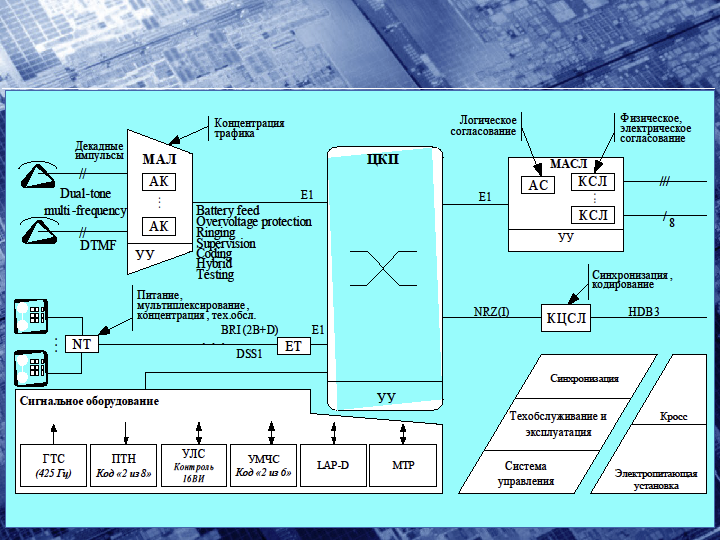 Концентрация
трафика
Декадные
импульсы
МАЛ
АК
АК
УУ
Dual-tone
multi-frequency
DTMF
Battery feed
Overvoltage protection
Ringing
Supervision
Coding
Hybrid
Testing
E1
ЦКП
УУ
E1
Логическое
согласование
Физическое,
электрическое
согласование
МАСЛ
АС
КСЛ
КСЛ
УУ
///
/
8
//
//
Питание,
мультиплексирование,
концентрация, тех.обсл.
NT
BRI (2B+D)
DSS1
ET
E1
Синхронизация,
кодирование
NRZ(I)
КЦСЛ
HDB3
Сигнальное оборудование
ГТС
(425 Гц)
ПТН
Код «2 из 8»
УЛС
Контроль
16ВИ
УМЧС
Код «2 из 6»
LAP-D
MTP
Синхронизация
Техобслуживание и
эксплуатация
Система
управления
Кросс
Электропитающая
установка